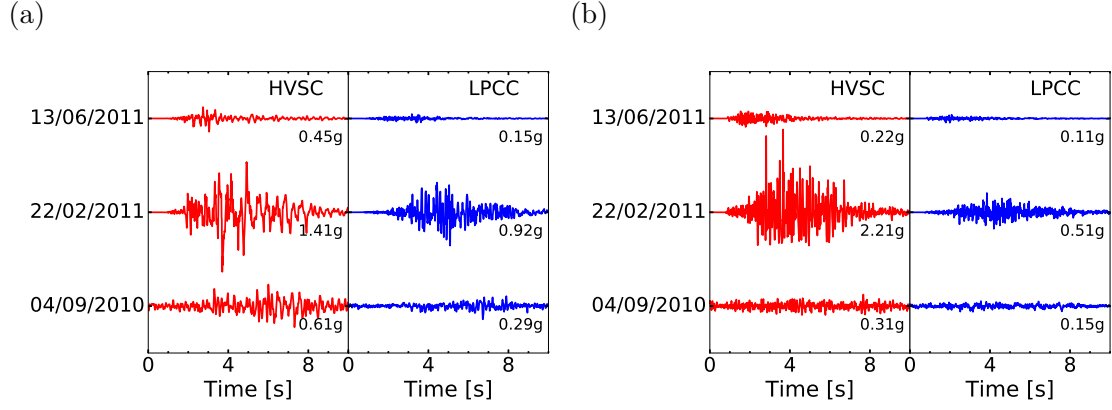 (a)
(b)
HVSC LPCC
13/06/2011
0.45g 0.15g
22/02/2011
1.41g 0.92g
04/09/2010
0.61g 0.29g
0 4 8 0 4 8
Time [s] Time [s]
HVSC LPCC
13/06/2011
0.22g 0.11g
22/02/2011
2.21g 0.51g
04/09/2010
0.31g 0.15g
0 4 8 0 4 8
Time [s] Time [s]